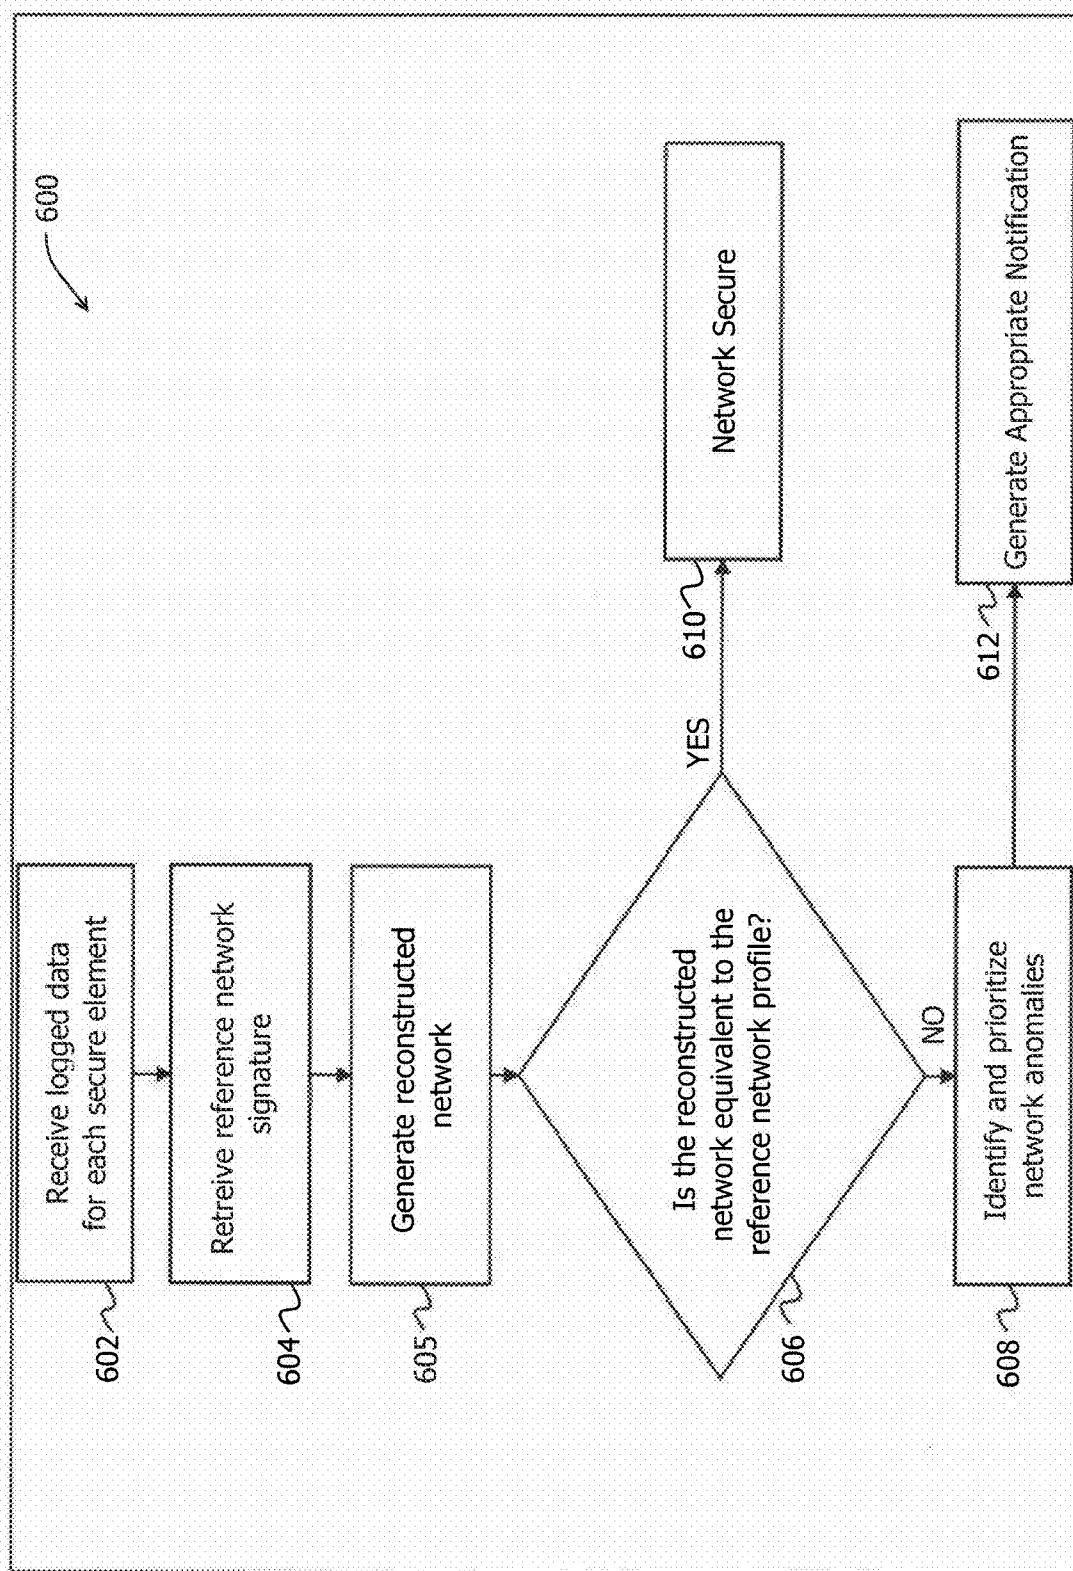 600
Receive logged data
for each secure element
602
Retreive reference network
signature
604
Generate reconstructed
network
605
Is the reconstructed
network equivalent to the
reference network profile?
606
YES
610
Network Secure
NO
Identify and prioritize
network anomalies
608
612
Generate Appropriate Notification